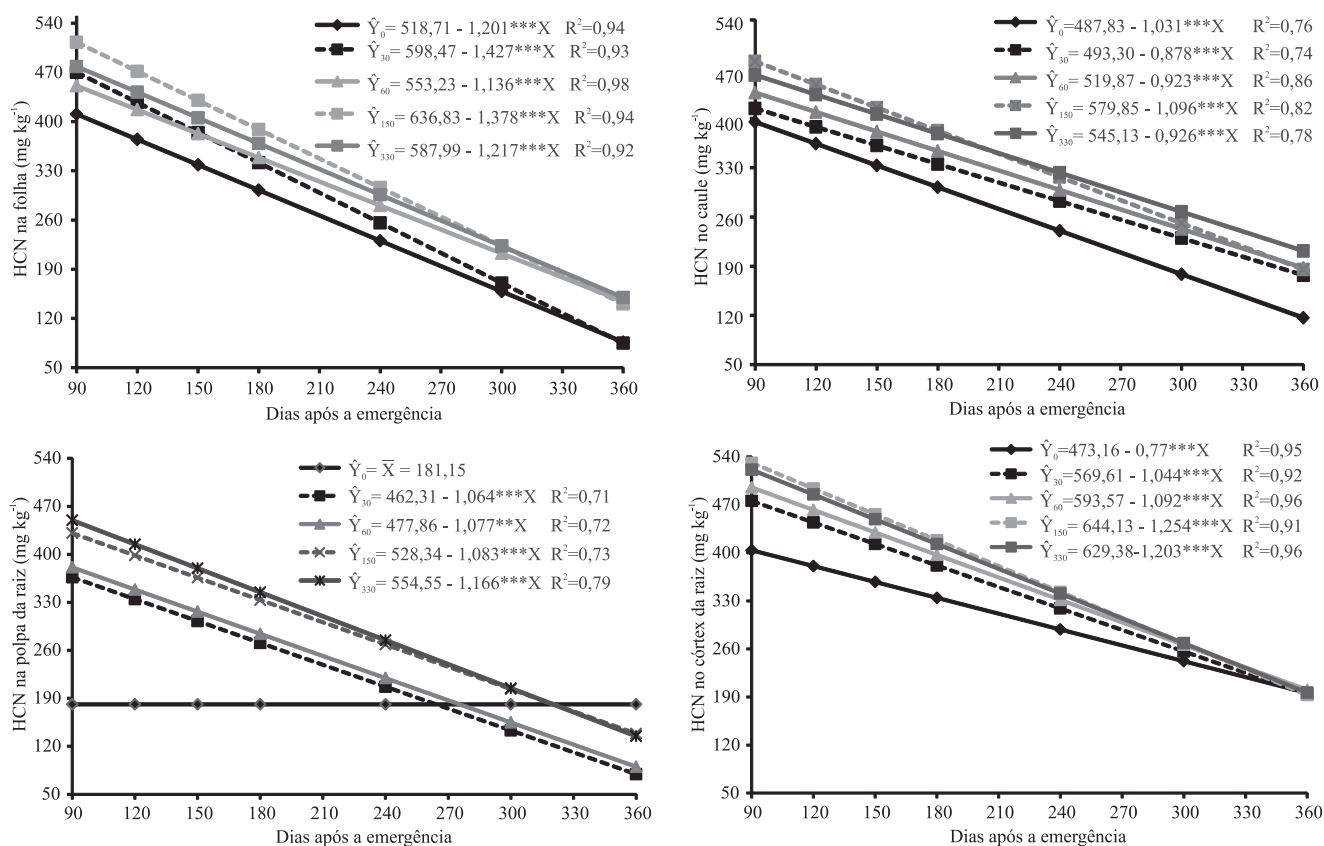 HCN na folha (mg kg⁻¹)
540
470
400
330
260
190
120
50
Ŷ₀ = 518,71 - 1,201***X R²=0,94
Ŷ₃₀= 598,47 - 1,427***X R²=0,93
Ŷ₆₀= 553,23 - 1,136***X R²=0,98
Ŷ₁₅₀= 636,83 - 1,378***X R²=0,94
Ŷ₃₃₀= 587,99 - 1,217***X R²=0,92
90 120 150 180 210 240 270 300 330 360
Dias após a emergência
HCN no caule (mg kg⁻¹)
540
470
400
330
260
190
120
50
Ŷ₀=487,83 - 1,031***X R²=0,76
Ŷ₃₀=493,30 - 0,878***X R²=0,74
Ŷ₆₀=519,87 - 0,923***X R²=0,86
Ŷ₁₅₀=579,85 - 1,096***X R²=0,82
Ŷ₃₃₀=545,13 - 0,926***X R²=0,78
90 120 150 180 210 240 270 300 330 360
Dias após a emergência
HCN na polpa da raiz (mg kg⁻¹)
540
470
400
330
260
190
120
50
Ŷ₀= X̅ = 181,15
Ŷ₃₀= 462,31 - 1,064***X R²=0,71
Ŷ₆₀= 477,86 - 1,077**X R²=0,72
Ŷ₁₅₀= 528,34 - 1,083***X R²=0,73
Ŷ₃₃₀= 554,55 - 1,166***X R²=0,79
90 120 150 180 210 240 270 300 330 360
Dias após a emergência
HCN no córtex da raiz (mg kg⁻¹)
540
470
400
330
260
190
120
50
Ŷ₀=473,16 - 0,77***X R²=0,95
Ŷ₃₀=569,61 - 1,044***X R²=0,92
Ŷ₆₀=593,57 - 1,092***X R²=0,96
Ŷ₁₅₀= 644,13 - 1,254***X R²=0,91
Ŷ₃₃₀= 629,38-1,203***X R²=0,96
90 120 150 180 210 240 270 300 330 360
Dias após a emergência